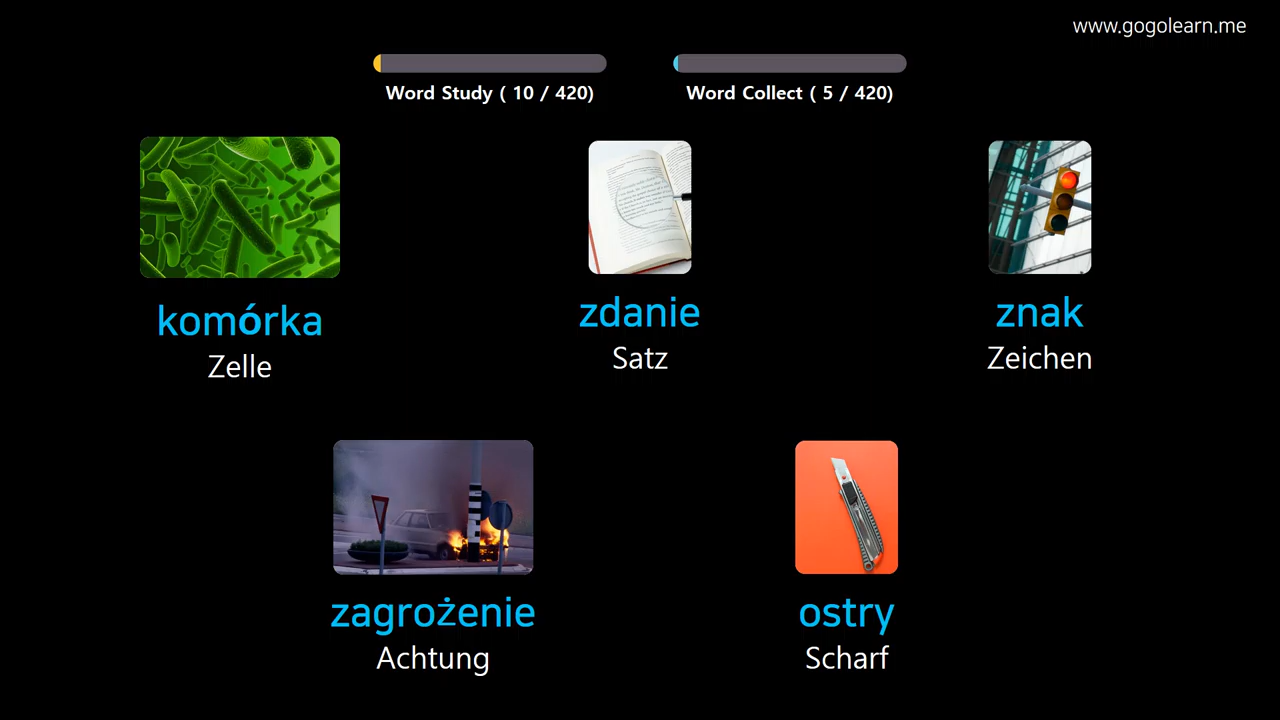 www.gogolearn.me
Word Study ( 10 / 420)
Word Collect ( 5 / 420)
komórka
Zelle
zdanie
Satz
znak
Zeichen
zagrożenie
Achtung
ostry
Scharf